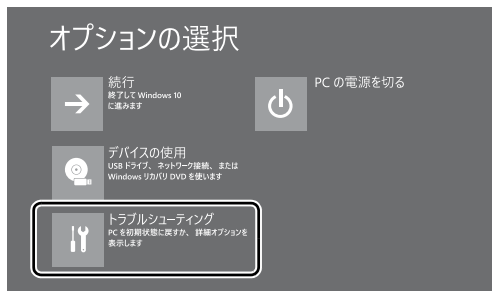 オプションの選択
続行
終了して Windows 10
に進みます
PC の電源を切る
デバイスの使用
USB ドライブ、ネットワーク接続、または
Windows リカバリ DVD を使います
トラブルシューティング
PC を初期状態に戻すか、詳細オプションを
表示します